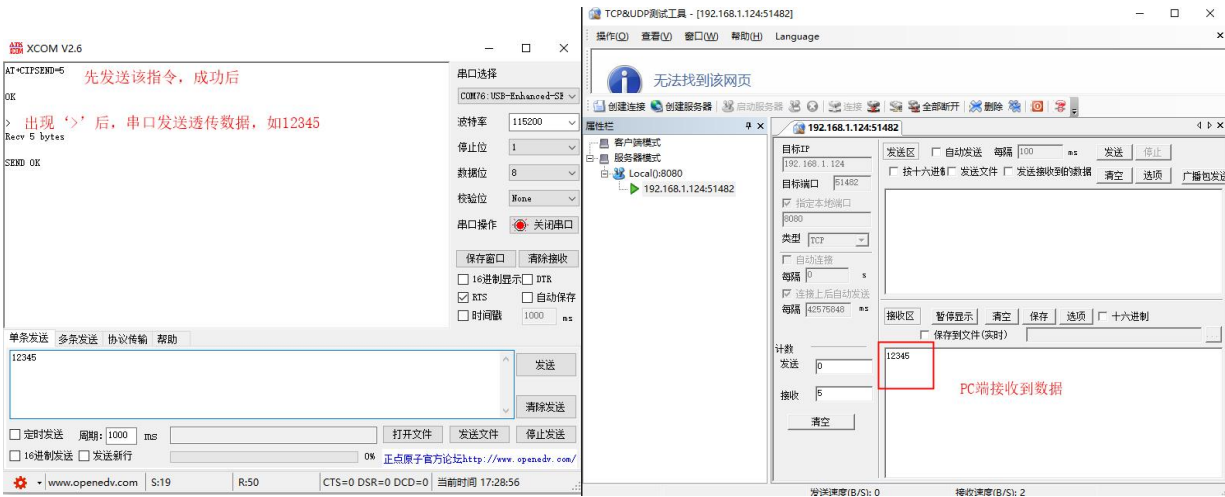 XCOM V2.6
AT+CIPSEND=5
先发送该指令，成功后
OK
>
出现‘>’后，串口发送透传数据，如12345
Recv 5 bytes
SEND OK
串口选择
COM76:USB-Enhanced-SE
波特率 115200
停止位 1
数据位 8
校验位 None
串口操作 关闭串口
保存窗口 清除接收
16进制显示 DTR
RTS 自动保存
时间戳 1000 ms
单条发送 多条发送 协议传输 帮助
12345
发送
清除发送
定时发送 周期: 1000 ms 打开文件 发送文件 停止发送
16进制发送 发送新行 0% 正点原子官方论坛http://www.openedv.com/
www.openedv.com S:19 R:50 CTS=0 DSR=0 DCD=0 当前时间 17:28:56
TCP&UDP测试工具 - [192.168.1.124:51482]
操作(O) 查看(V) 窗口(W) 帮助(H) Language
无法找到该网页
创建连接 创建服务器 启动服务器 连接 全部断开 删除
属性栏
客户端模式
服务器模式
Local():8080
192.168.1.124:51482
192.168.1.124:51482
目标IP
192.168.1.124
目标端口 51482
指定本地端口
8080
类型 TCP
自动连接
每隔 0 s
连接上后自动发送
每隔 42575848 ms
计数
发送 0
接收 5
清空
发送区 自动发送 每隔 100 ms 发送 停止
按十六进制 发送文件 发送接收到的数据 清空 选项 广播包发送
接收区 暂停显示 清空 保存 选项 十六进制
保存到文件(实时)
12345
PC端接收到数据
发送速度(B/S): 0 接收速度(B/S): 2